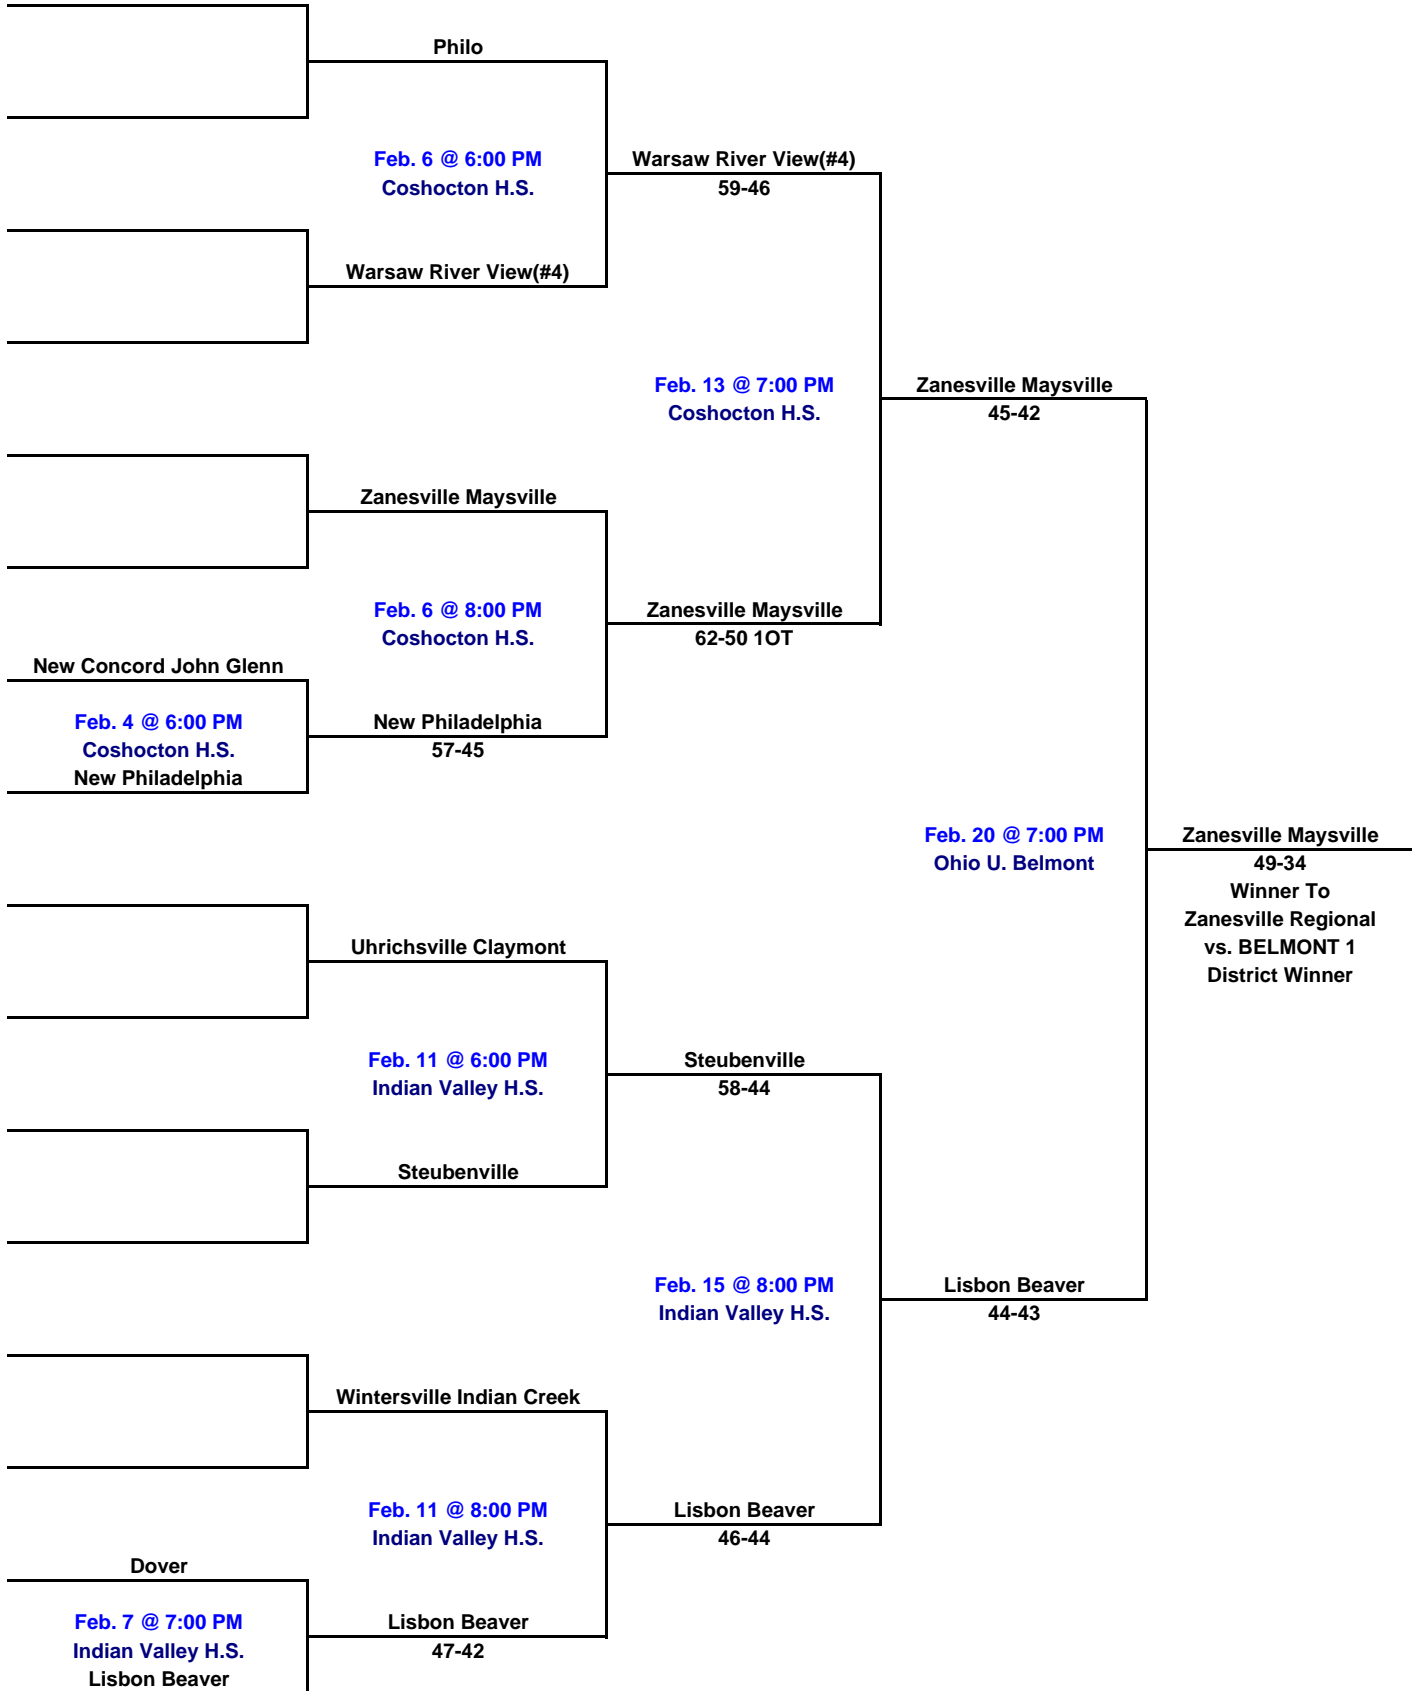 Philo
Feb. 6 @ 6:00 PM
Coshocton H.S.
Warsaw River View(#4)
59-46
Warsaw River View(#4)
Feb. 13 @ 7:00 PM
Coshocton H.S.
Zanesville Maysville
45-42
Zanesville Maysville
Feb. 6 @ 8:00 PM
Coshocton H.S.
Zanesville Maysville
62-50 1OT
New Concord John Glenn
Feb. 4 @ 6:00 PM
Coshocton H.S.
New Philadelphia
New Philadelphia
57-45
Feb. 20 @ 7:00 PM
Ohio U. Belmont
Zanesville Maysville
49-34
Winner To
Zanesville Regional
vs. BELMONT 1
District Winner
Uhrichsville Claymont
Feb. 11 @ 6:00 PM
Indian Valley H.S.
Steubenville
58-44
Steubenville
Feb. 15 @ 8:00 PM
Indian Valley H.S.
Lisbon Beaver
44-43
Wintersville Indian Creek
Feb. 11 @ 8:00 PM
Indian Valley H.S.
Lisbon Beaver
46-44
Dover
Feb. 7 @ 7:00 PM
Indian Valley H.S.
Lisbon Beaver
Lisbon Beaver
47-42